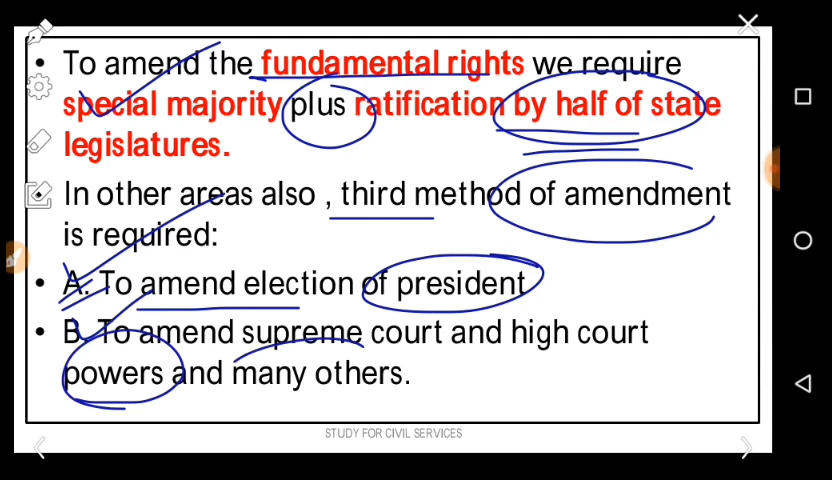 • To amend the fundamental rights we require
special majority plus ratification by half of state
legislatures.
• In other areas also , third method of amendment
is required:
• A. To amend election of president
• B. To amend supreme court and high court
powers and many others.
STUDY FOR CIVIL SERVICES